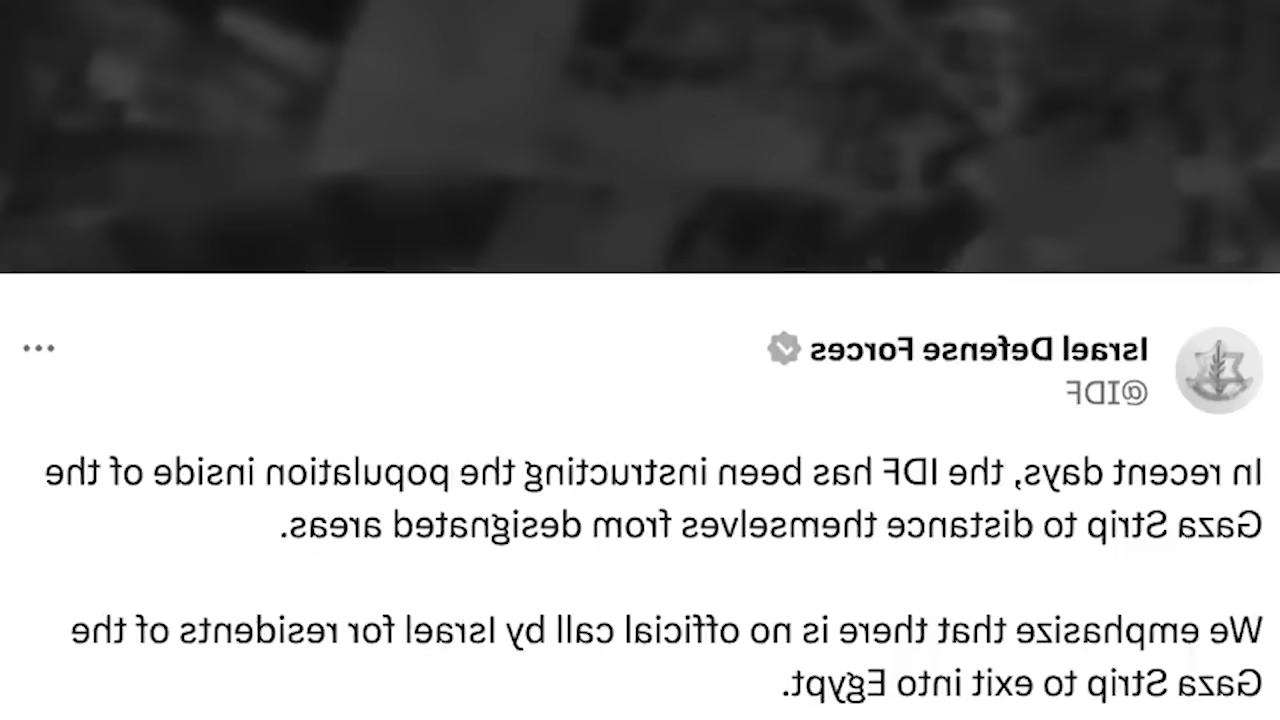 Israel Defense Forces
@IDF
In recent days, the IDF has been instructing the population inside of the
Gaza Strip to distance themselves from designated areas.
We emphasize that there is no official call by Israel for residents of the
Gaza Strip to exit into Egypt.